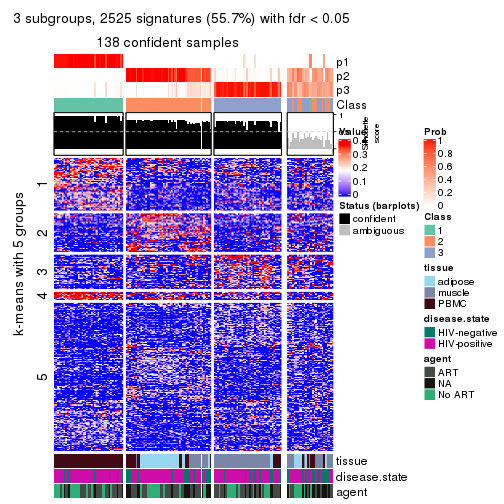 3 subgroups, 2525 signatures (55.7%) with fdr < 0.05
138 confident samples
p1
p2
p3
Class
1
Silhouette
score
k-means with 5 groups
1
2
3
4
5
tissue
disease.state
agent
0.3
0.2
0.1
0
Status (barplots)
confident
ambiguous
Prob
1
0.8
0.6
0.4
0.2
0
Class
1
2
3
tissue
adipose
muscle
PBMC
disease.state
HIV-negative
HIV-positive
agent
ART
NA
No ART